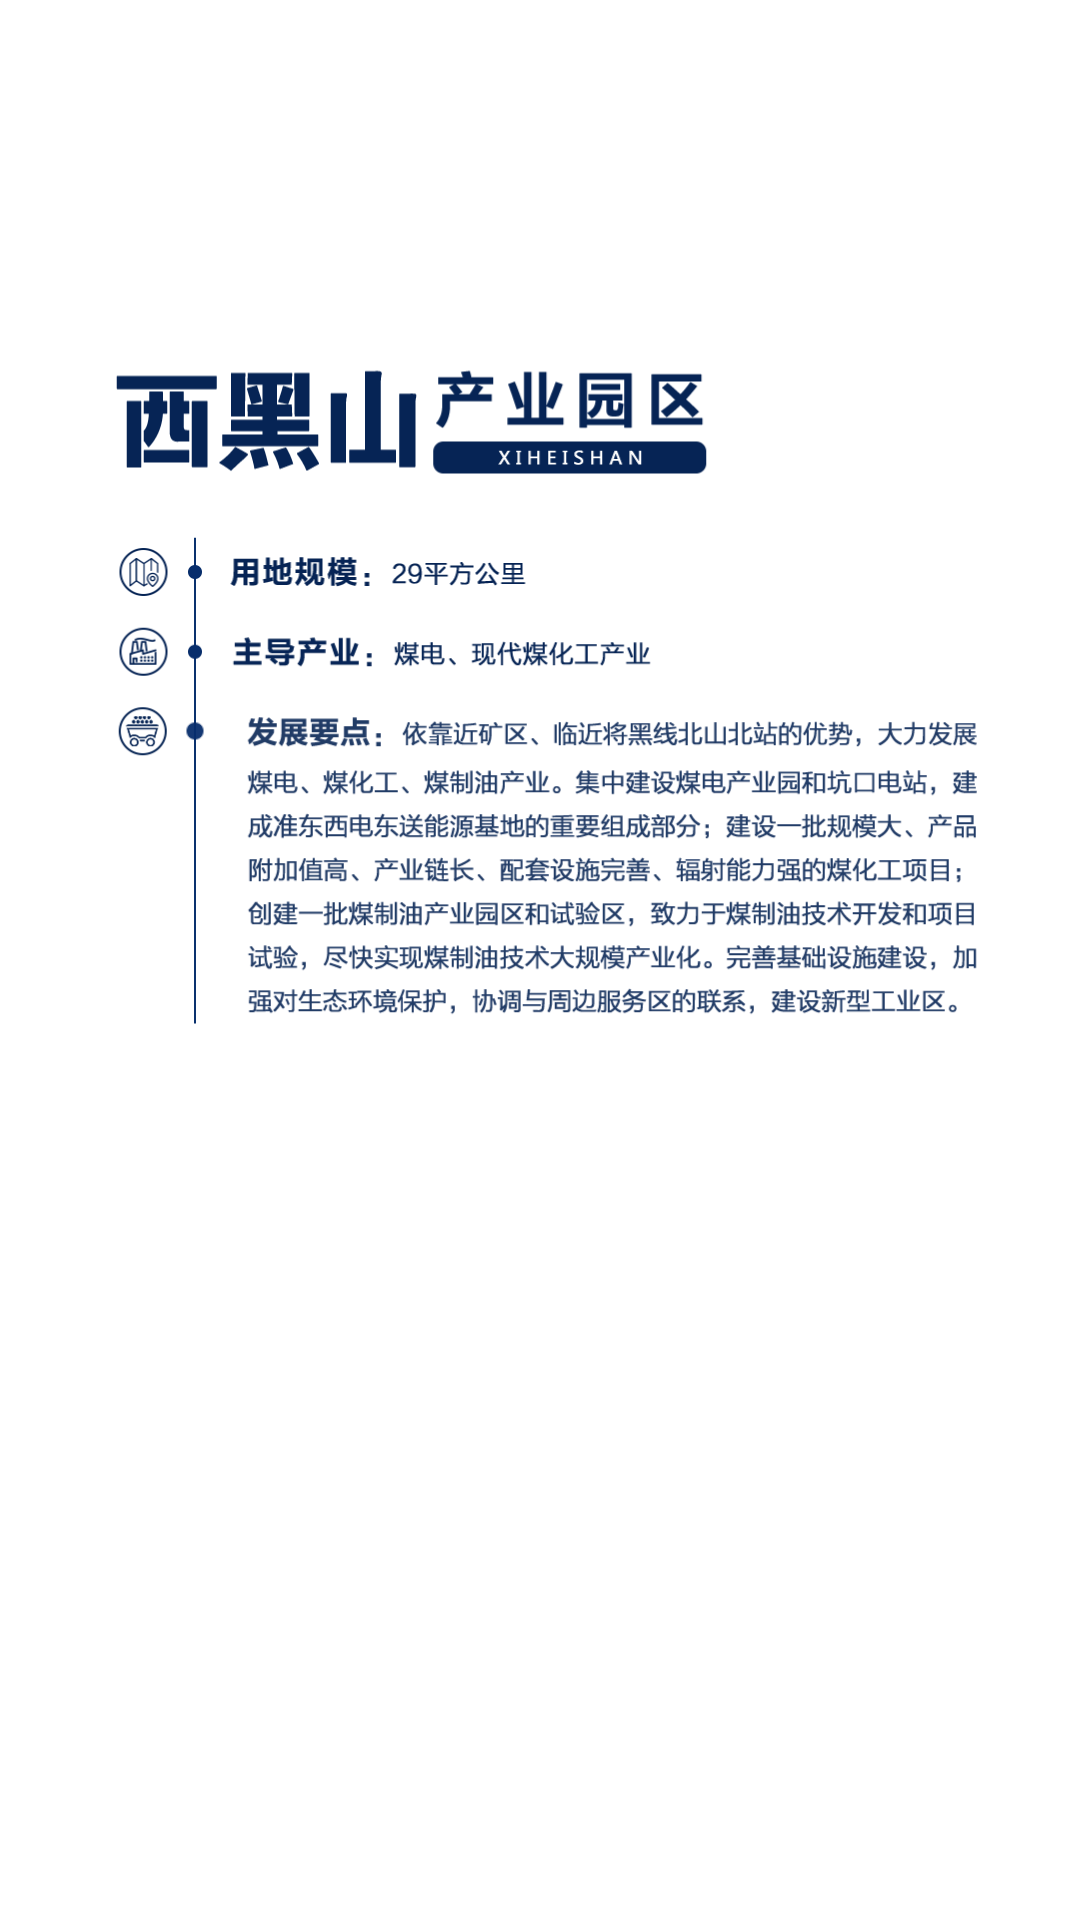 西黑山产业园区
XIHEISHAN
用地规模：29平方公里
主导产业：煤电、现代煤化工产业
发展要点：依靠近矿区、临近将黑线北山北站的优势，大力发展
煤电、煤化工、煤制油产业。集中建设煤电产业园和坑口电站，建
成准东西电东送能源基地的重要组成部分；建设一批规模大、产品
附加值高、产业链长、配套设施完善、辐射能力强的煤化工项目；
创建一批煤制油产业园区和试验区，致力于煤制油技术开发和项目
试验，尽快实现煤制油技术大规模产业化。完善基础设施建设，加
强对生态环境保护，协调与周边服务区的联系，建设新型工业区。